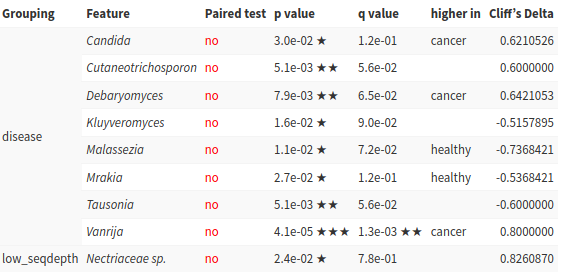 Grouping Feature Paired test p value q value higher in Cliff's Delta
Candida no 3.0e-02 ★ 1.2e-01 cancer 0.6210526
Cutaneotrichosporon no 5.1e-03 ★★ 5.6e-02 0.6000000
Debaryomyces no 7.9e-03 ★★ 6.5e-02 cancer 0.6421053
Kluyveromyces no 1.6e-02 ★ 9.0e-02 -0.5157895
disease
Malassezia no 1.1e-02 ★ 7.2e-02 healthy -0.7368421
Mrakia no 2.7e-02 ★ 1.2e-01 healthy -0.5368421
Tausonia no 5.1e-03 ★★ 5.6e-02 -0.6000000
Vanrija no 4.1e-05 ★★★ 1.3e-03 ★★ cancer 0.8000000
low_seqdepth Nectriaceae sp. no 2.4e-02 ★ 7.8e-01 0.8260870